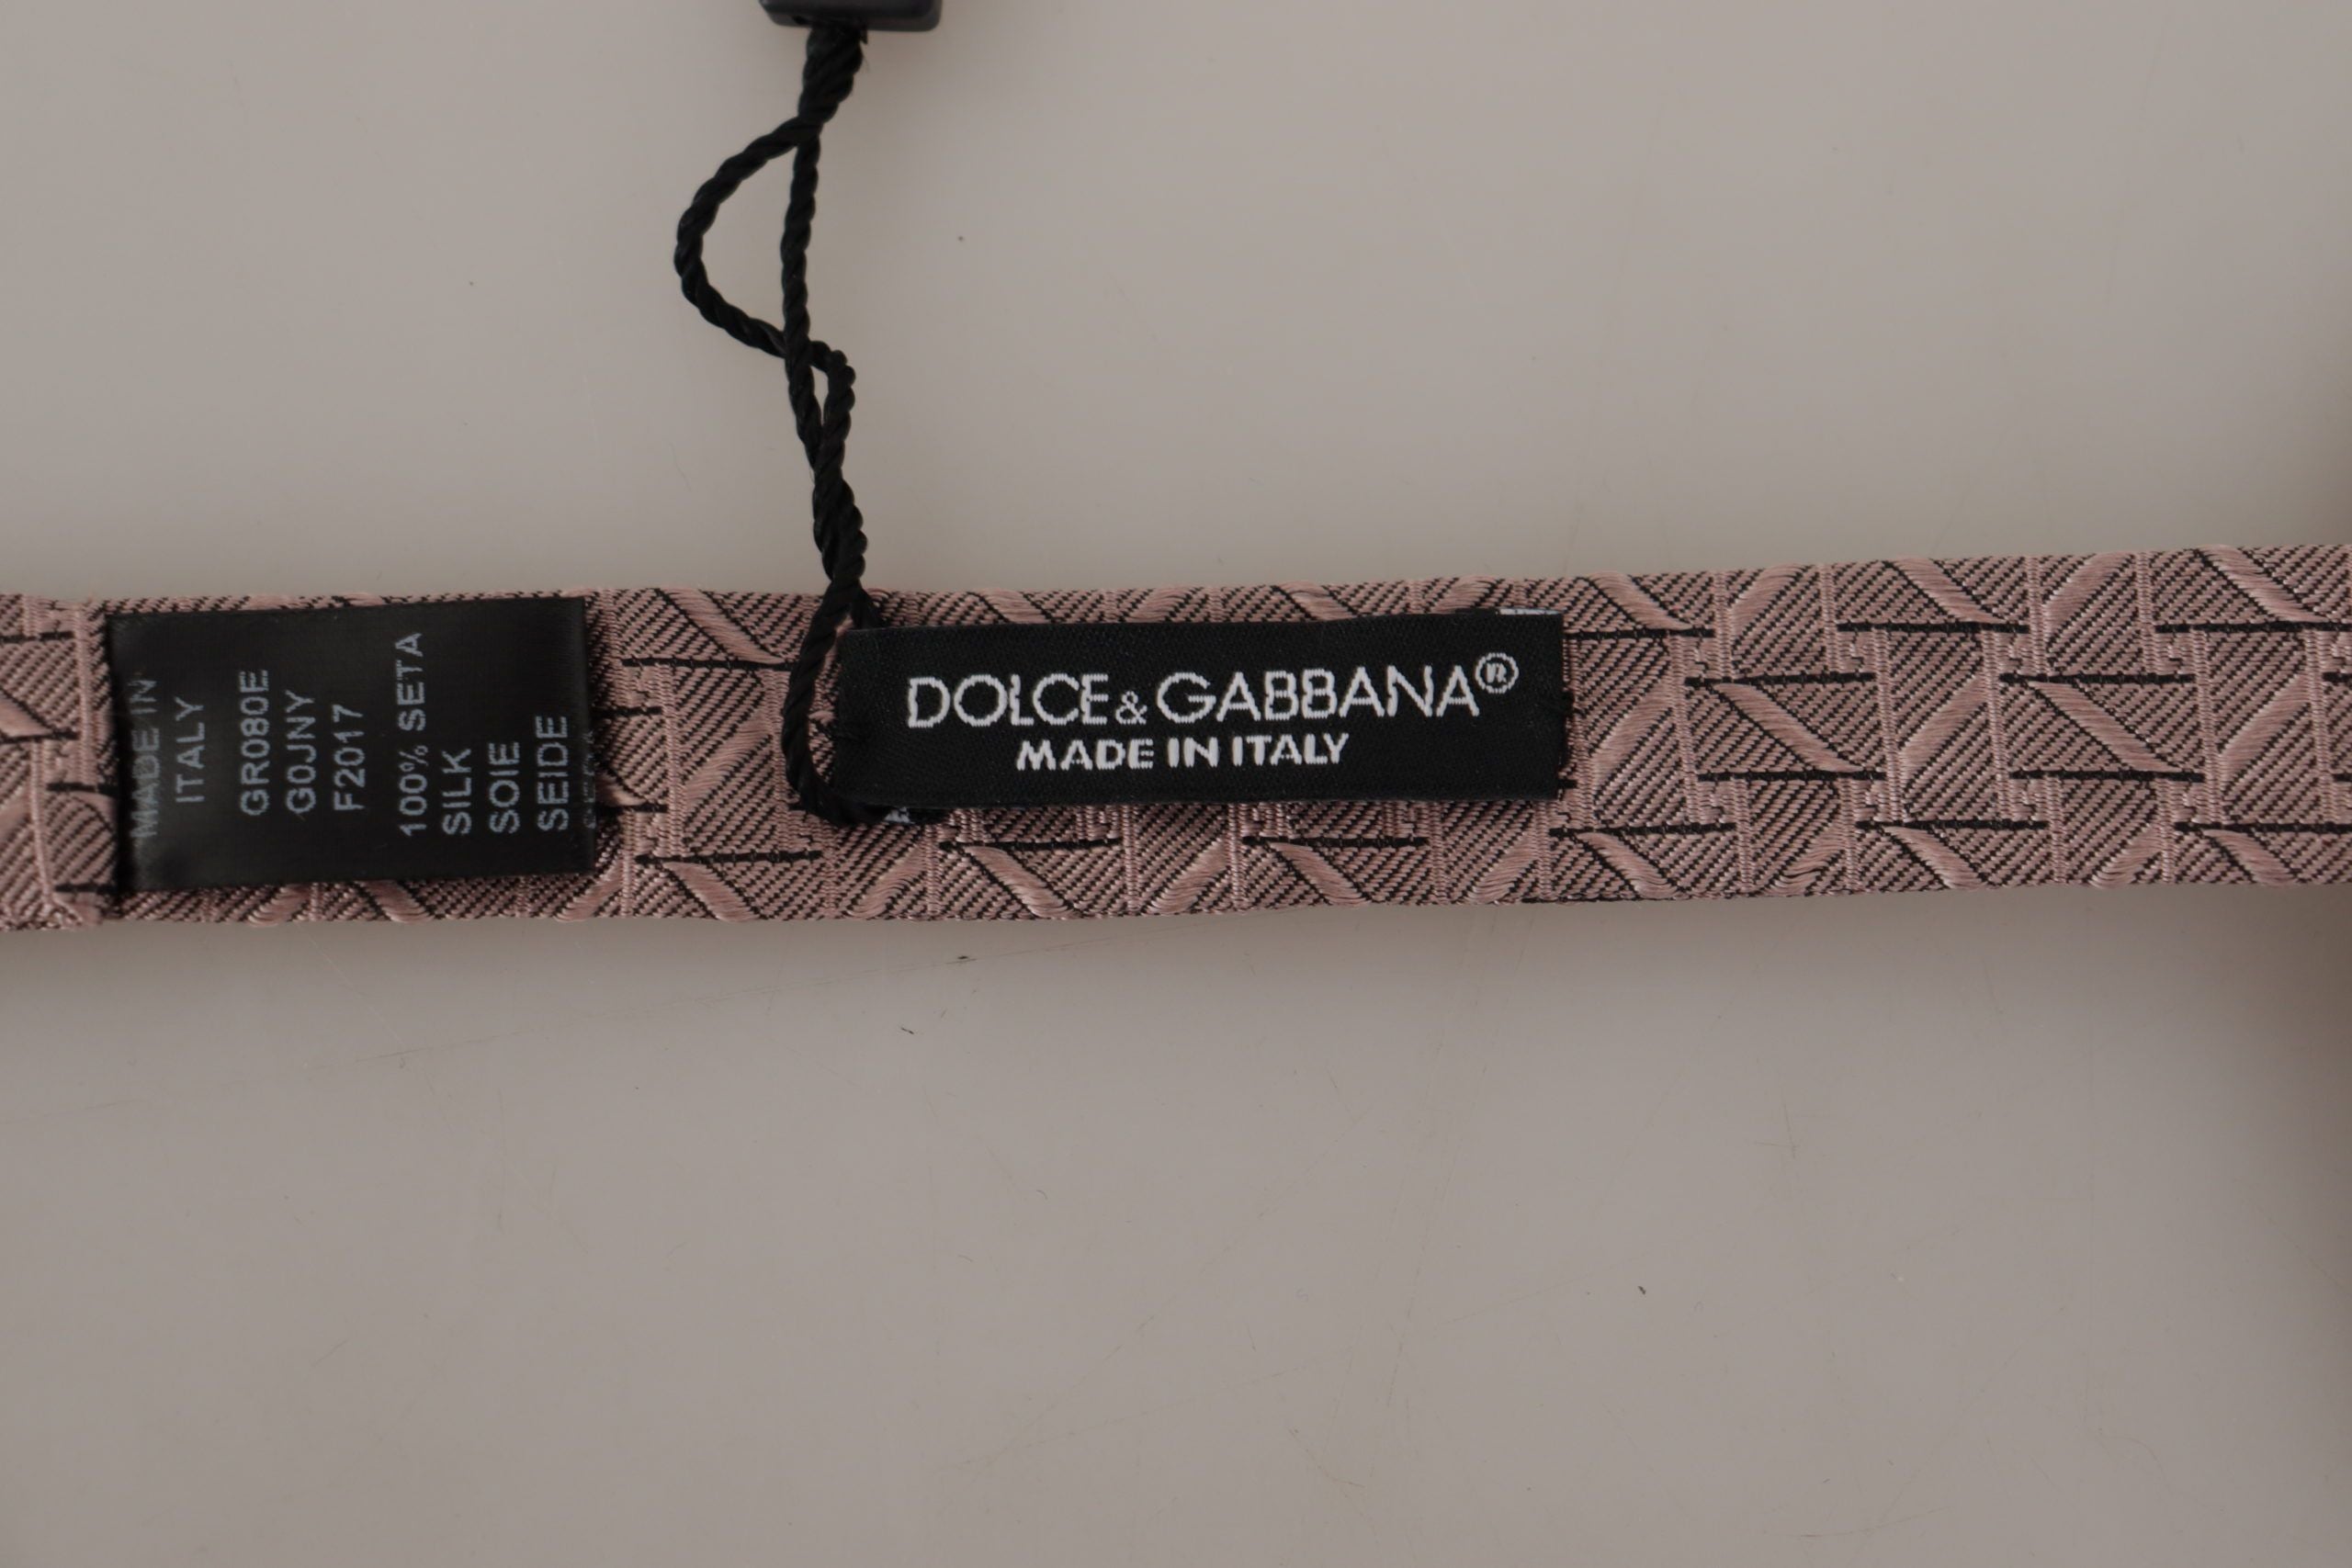 MADE IN
ITALY
GR080E
G0JNY
F2017
100% SETA
SILK
SOIE
SEIDE
DOLCE&GABBANA®
MADE IN ITALY